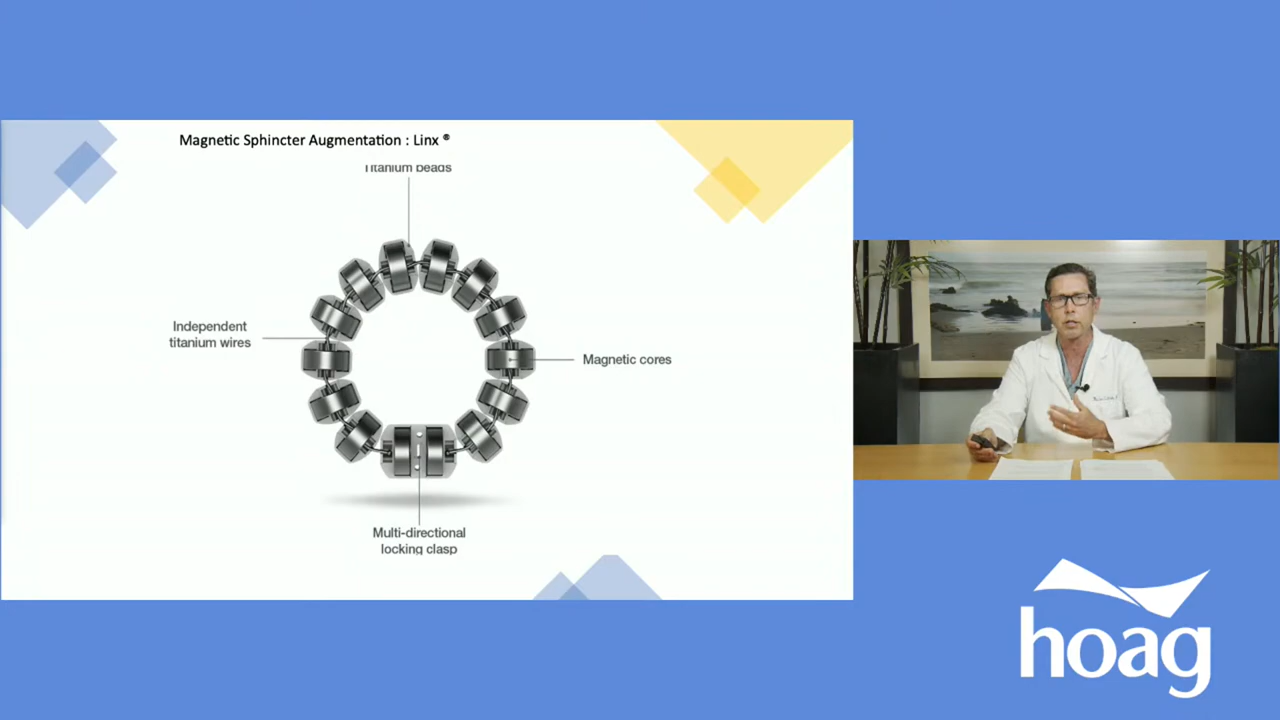 Magnetic Sphincter Augmentation : Linx ®
Titanium beads
Independent
titanium wires
Magnetic cores
Multi-directional
locking clasp
hoag